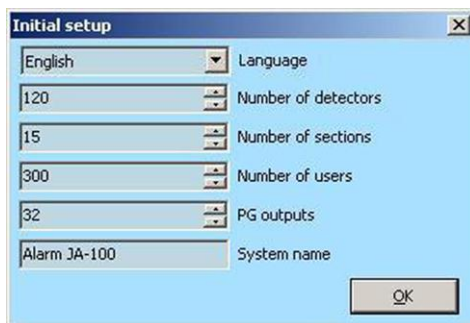 Initial setup
English Language
120 Number of detectors
15 Number of sections
300 Number of users
32 PG outputs
Alarm JA-100 System name
OK